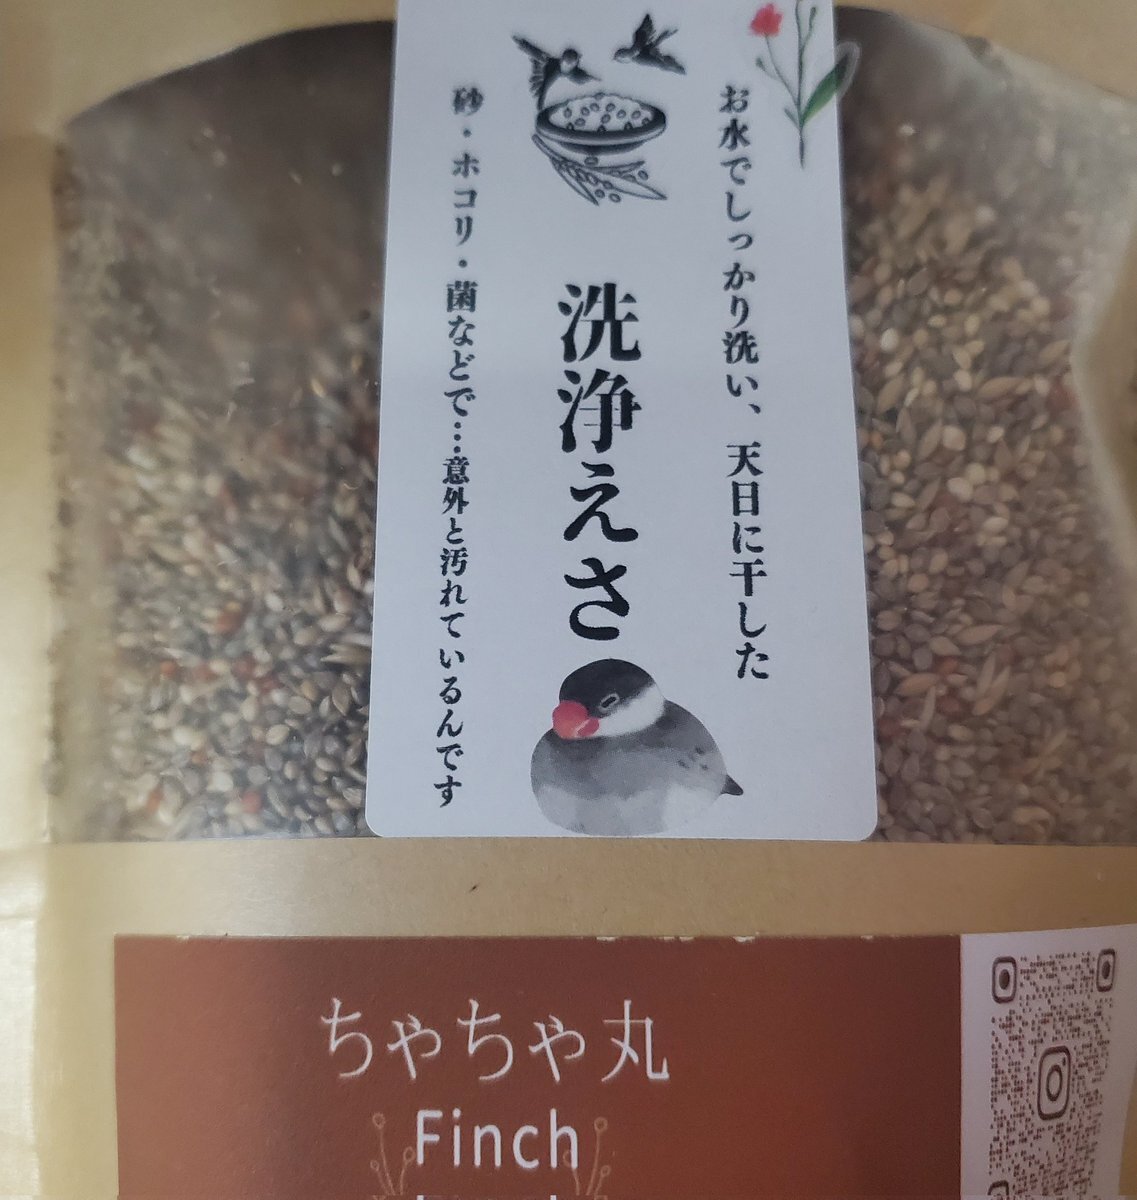 お水でしっかり洗い、天日に干した
洗浄えさ
砂・ホコリ・菌などで…意外と汚れているんです
ちゃちゃ丸
Finch